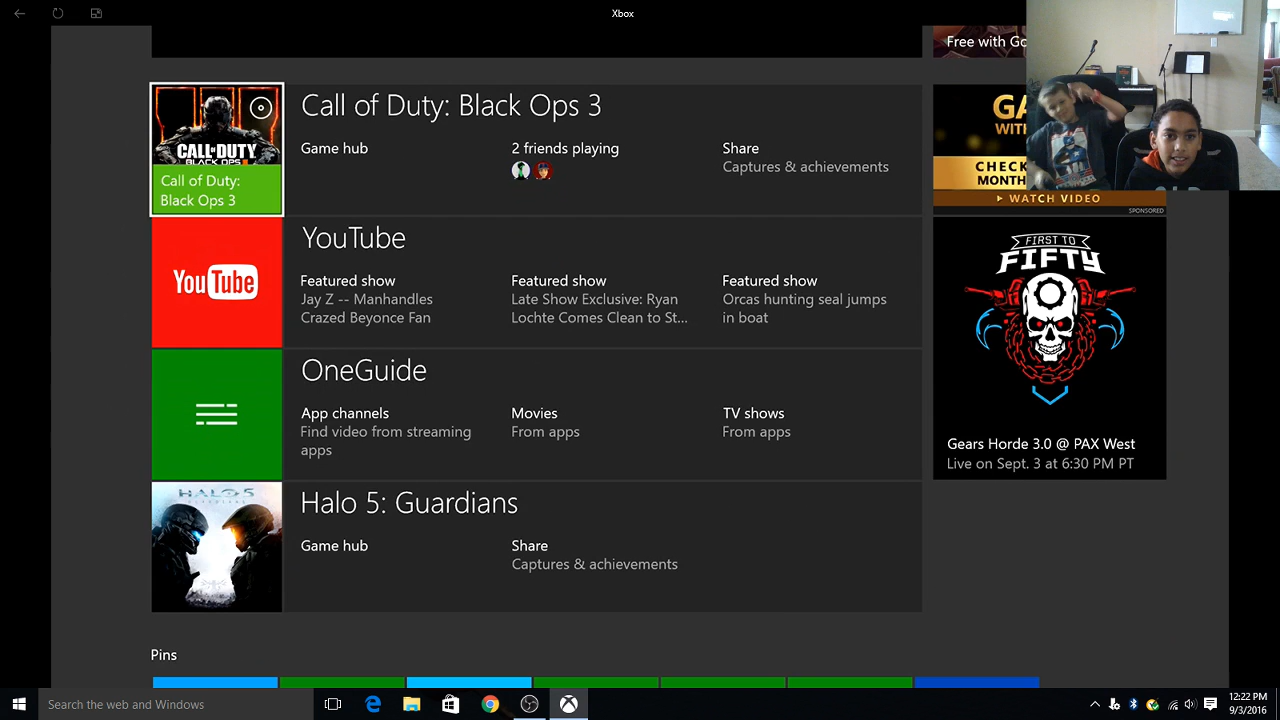 Xbox
Free with Go
CALL OF DUTY
BLACK OPS III
Call of Duty:
Black Ops 3
Call of Duty: Black Ops 3
Game hub
2 friends playing
Share
Captures & achievements
GA
WITH
CHECK
MONTH
WATCH VIDEO
SPONSORED
YouTube
YouTube
Featured show
Jay Z -- Manhandles
Crazed Beyonce Fan
Featured show
Late Show Exclusive: Ryan
Lochte Comes Clean to St...
Featured show
Orcas hunting seal jumps
in boat
FIRST TO
FIFTY
Gears Horde 3.0 @ PAX West
Live on Sept. 3 at 6:30 PM PT
OneGuide
App channels
Find video from streaming
apps
Movies
From apps
TV shows
From apps
HALO 5
Halo 5: Guardians
Game hub
Share
Captures & achievements
Pins
Search the web and Windows
12:22 PM
9/3/2016